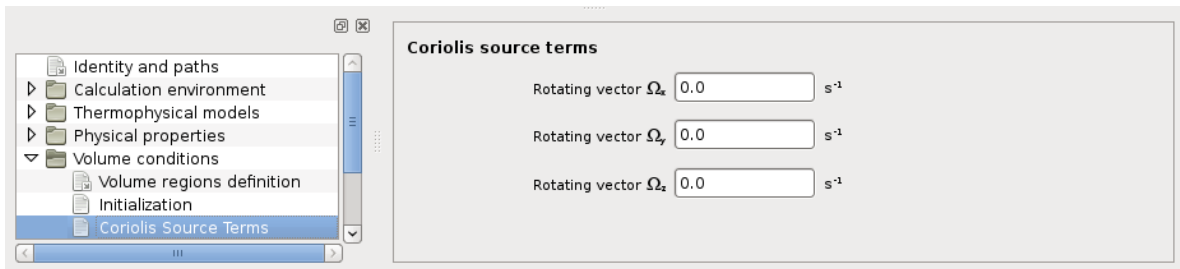 Identity and paths
Calculation environment
Thermophysical models
Physical properties
Volume conditions
Volume regions definition
Initialization
Coriolis Source Terms
Coriolis source terms
Rotating vector Ωx 0.0 s⁻¹
Rotating vector Ωy 0.0 s⁻¹
Rotating vector Ωz 0.0 s⁻¹